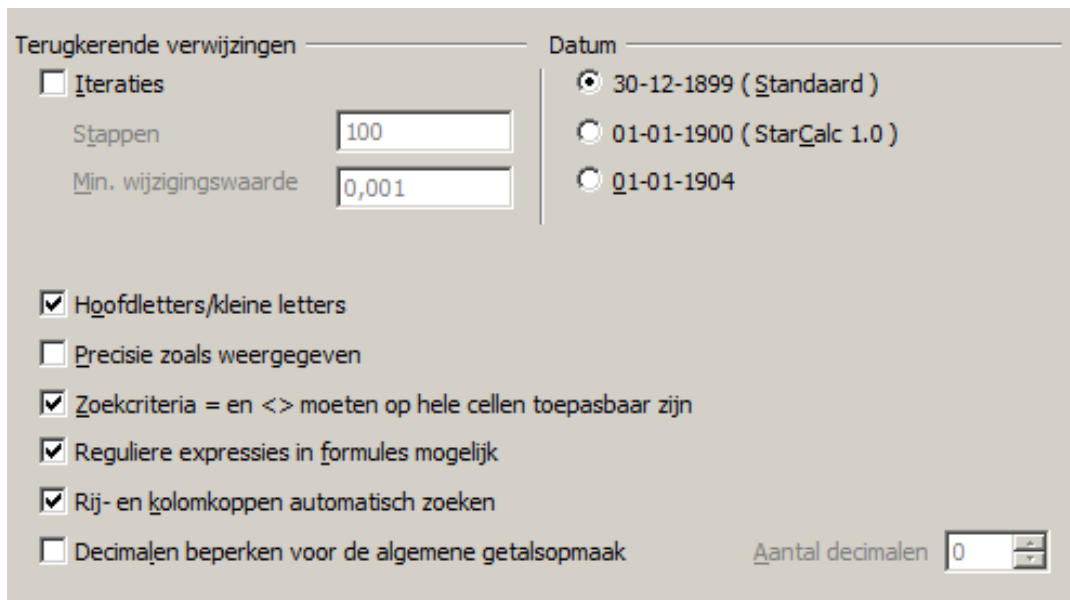 Terugkerende verwijzingen
Iteraties
Stappen 100
Min. wijzigingswaarde 0,001
Datum
30-12-1899 ( Standaard )
01-01-1900 ( StarCalc 1.0 )
01-01-1904
Hoofdletters/kleine letters
Precisie zoals weergegeven
Zoekcriteria = en <> moeten op hele cellen toepasbaar zijn
Reguliere expressies in formules mogelijk
Rij- en kolomkoppen automatisch zoeken
Decimalen beperken voor de algemene getalsopmaak Aantal decimalen 0